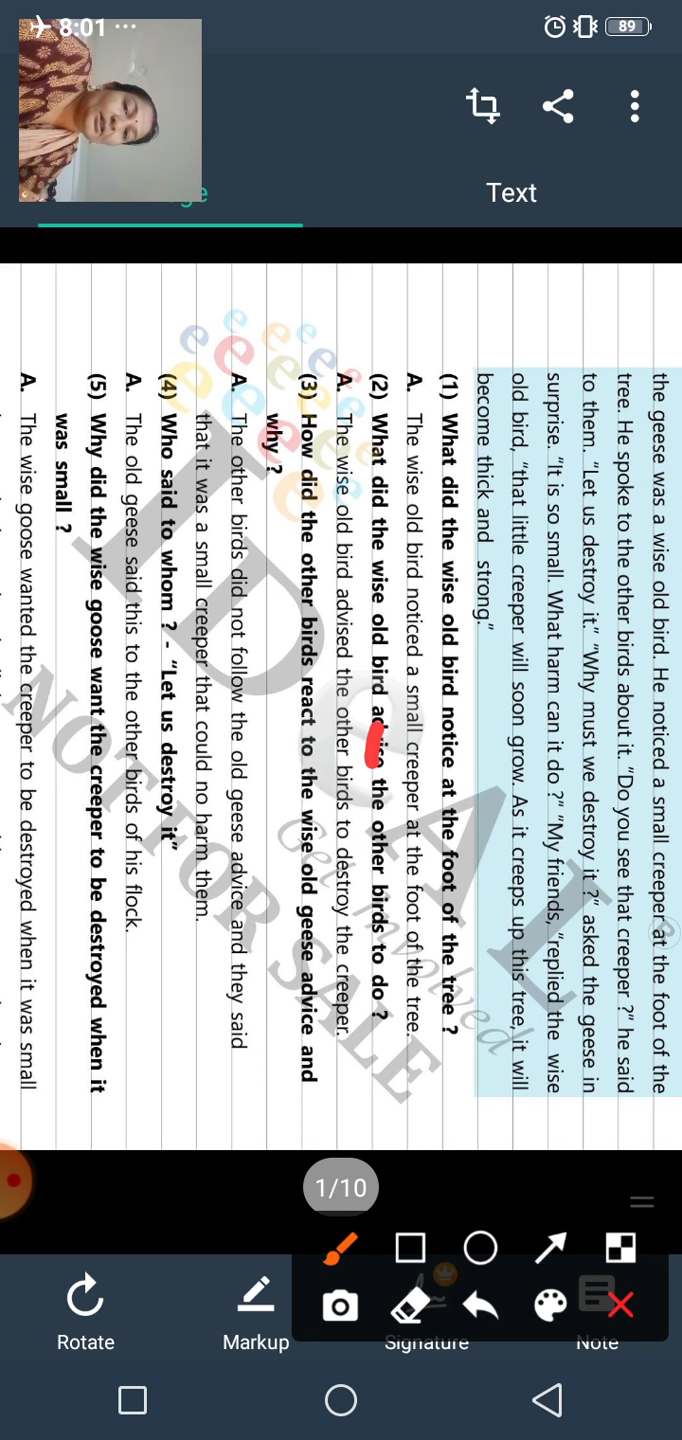 8:01
89
Text
the geese was a wise old bird. He noticed a small creeper at the foot of the
tree. He spoke to the other birds about it. "Do you see that creeper ?" he said
to them. "Let us destroy it." "Why must we destroy it ?" asked the geese in
surprise. "It is so small. What harm can it do ?" "My friends, "replied the wise
old bird, "that little creeper will soon grow. As it creeps up this tree, it will
become thick and strong."
(1) What did the wise old bird notice at the foot of the tree ?
A. The wise old bird noticed a small creeper at the foot of the tree.
(2) What did the wise old bird advise the other birds to do ?
A. The wise old bird advised the other birds to destroy the creeper.
(3) How did the other birds react to the wise old geese advice and
why ?
A. The other birds did not follow the old geese advice and they said
that it was a small creeper that could no harm them.
(4) Who said to whom ? - "Let us destroy it"
A. The old geese said this to the other birds of his flock.
(5) Why did the wise goose want the creeper to be destroyed when it
was small ?
A. The wise goose wanted the creeper to be destroyed when it was small
IDeAL
Get involved
NOT FOR SALE
1/10
Rotate
Markup
Signature
Note